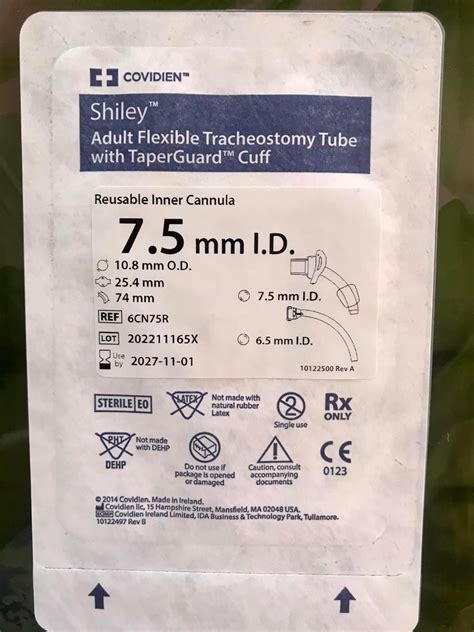 COVIDIEN™
Shiley™
Adult Flexible Tracheostomy Tube
with TaperGuard™ Cuff
Reusable Inner Cannula
7.5 mm I.D.
10.8 mm O.D.
25.4 mm
74 mm
7.5 mm I.D.
REF 6CN75R
LOT 202211165X
6.5 mm I.D.
Use by 2027-11-01
10122500 Rev A
STERILE EO
LATEX
Not made with natural rubber Latex
2
Single use
Rx ONLY
PHT
DEHP
Not made with DEHP
Do not use if package is opened or damaged
Caution, consult accompanying documents
CE
0123
© 2014 Covidien. Made in Ireland.
Covidien llc, 15 Hampshire Street, Mansfield, MA 02048 USA.
EC REP Covidien Ireland Limited, IDA Business & Technology Park, Tullamore.
10122497 Rev B